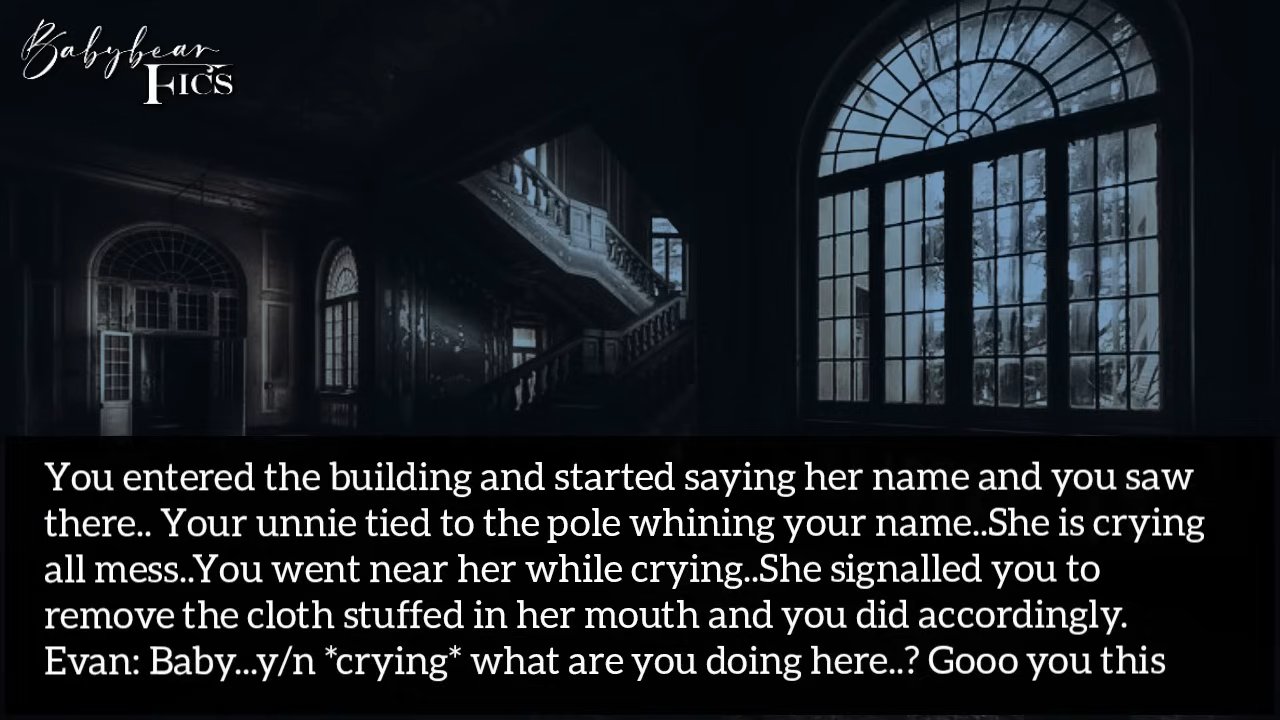 Babybear
Fics
You entered the building and started saying her name and you saw
there.. Your unnie tied to the pole whining your name..She is crying
all mess..You went near her while crying..She signalled you to
remove the cloth stuffed in her mouth and you did accordingly.
Evan: Baby...y/n *crying* what are you doing here..? Gooo you this